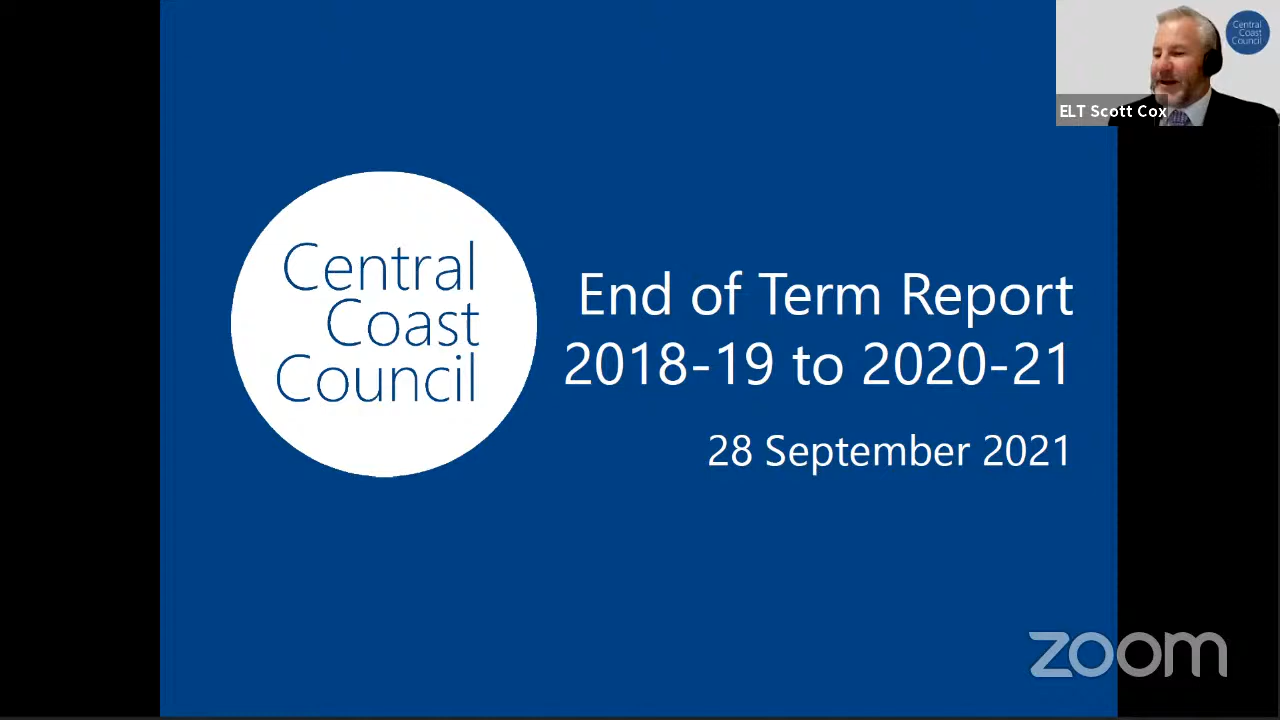 Central
Coast
Council
ELT Scott Cox
Central
Coast
Council
End of Term Report
2018-19 to 2020-21
28 September 2021
zoom